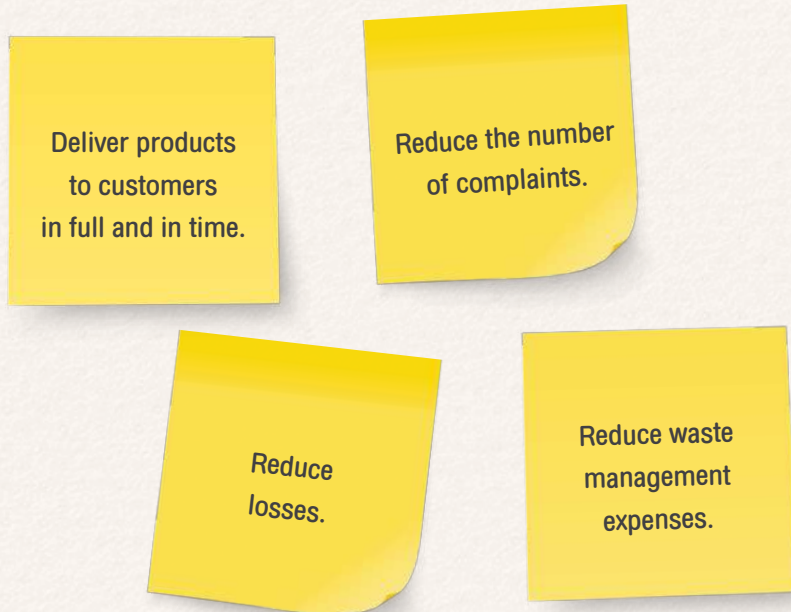 Deliver products
to customers
in full and in time.
Reduce the number
of complaints.
Reduce
losses.
Reduce waste
management
expenses.